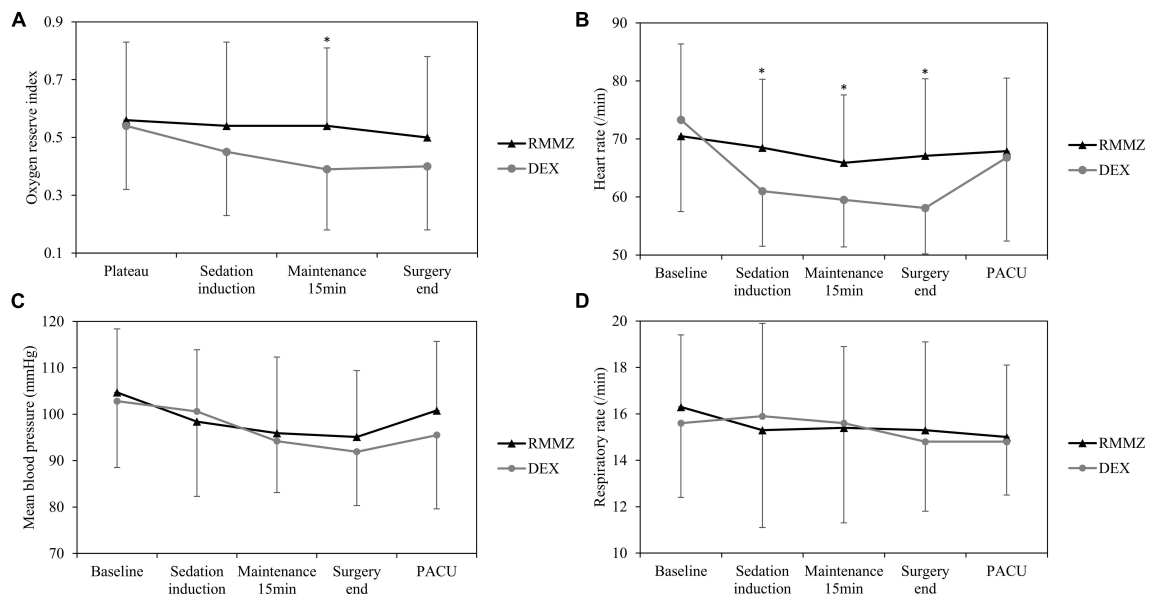 A
Oxygen reserve index
0.9
0.7
0.5
0.3
0.1
*
Plateau
Sedation
induction
Maintenance
15min
Surgery
end
RMMZ
DEX
B
Heart rate (/min)
90
80
70
60
50
*
*
*
Baseline
Sedation
induction
Maintenance
15min
Surgery
end
PACU
RMMZ
DEX
C
Mean blood pressure (mmHg)
120
110
100
90
80
70
Baseline
Sedation
induction
Maintenance
15min
Surgery
end
PACU
RMMZ
DEX
D
Respiratory rate (/min)
20
18
16
14
12
10
Baseline
Sedation
induction
Maintenance
15min
Surgery
end
PACU
RMMZ
DEX